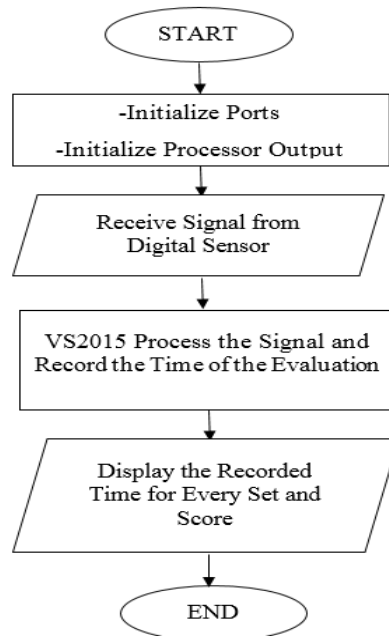 START
-Initialize Ports
-Initialize Processor Output
Receive Signal from
Digital Sensor
VS2015 Process the Signal and
Record the Time of the Evaluation
Display the Recorded
Time for Every Set and
Score
END